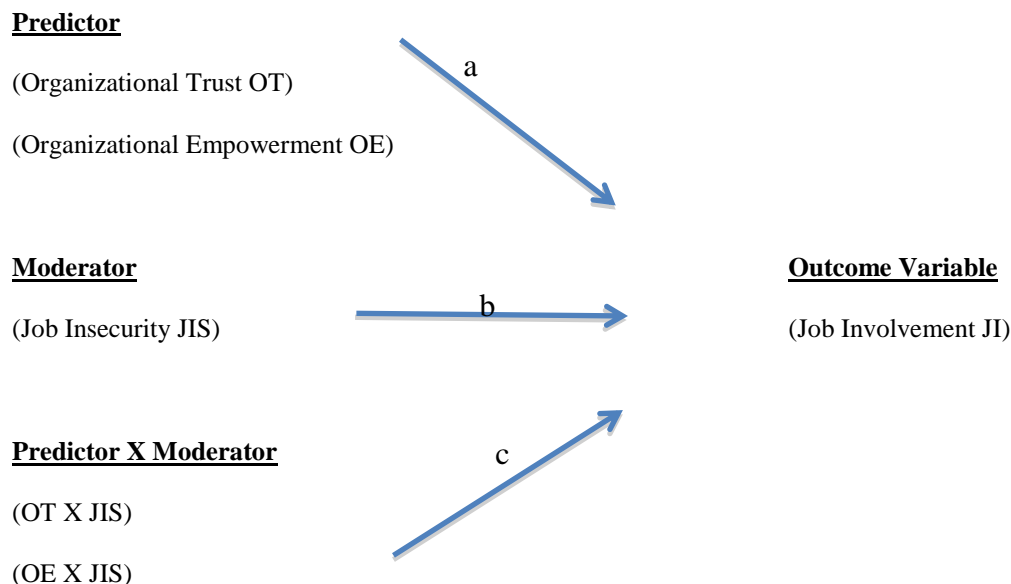 Predictor
a
(Organizational Trust OT)
(Organizational Empowerment OE)
Moderator
Outcome Variable
b
(Job Insecurity JIS)
(Job Involvement JI)
Predictor X Moderator
c
(OT X JIS)
(OE X JIS)